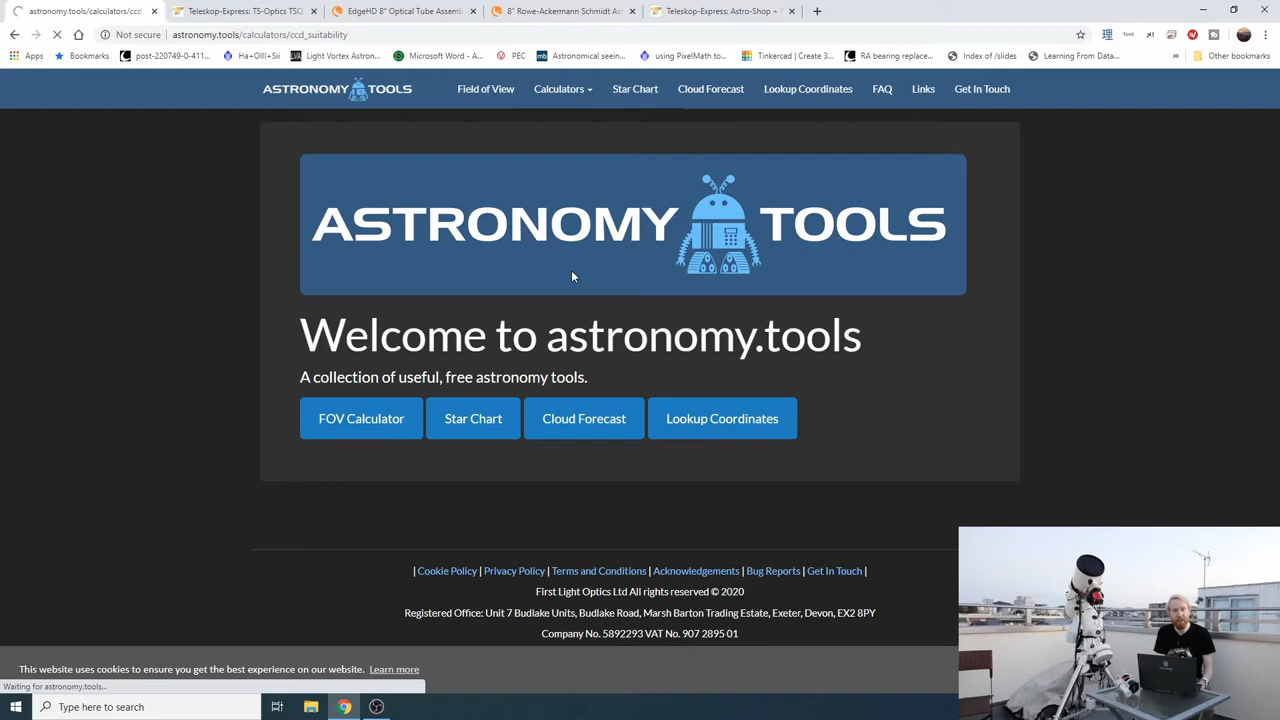 astronomy.tools/calculators/ccd
Teleskop-Express: TS-Optics TSQ
EdgeHD 8" Optical Tube Assemb
8" Rowe-Ackermann Schmidt As
Teleskop-Express: Astro-Shop +
Not secure | astronomy.tools/calculators/ccd_suitability
Apps
Bookmarks
post-220749-0-411...
Ha+OIII+Sii
Light Vortex Astron...
Microsoft Word - A...
PEC
Astronomical seein...
using PixelMath to...
Tinkercad | Create 3...
RA bearing replace...
Index of /slides
Learning From Data...
»
Other bookmarks
ASTRONOMY TOOLS
Field of View
Calculators
Star Chart
Cloud Forecast
Lookup Coordinates
FAQ
Links
Get In Touch
ASTRONOMY TOOLS
Welcome to astronomy.tools
A collection of useful, free astronomy tools.
FOV Calculator
Star Chart
Cloud Forecast
Lookup Coordinates
| Cookie Policy | Privacy Policy | Terms and Conditions | Acknowledgements | Bug Reports | Get In Touch |
First Light Optics Ltd All rights reserved © 2020
Registered Office: Unit 7 Budlake Units, Budlake Road, Marsh Barton Trading Estate, Exeter, Devon, EX2 8PY
Company No. 5892293 VAT No. 907 2895 01
This website uses cookies to ensure you get the best experience on our website. Learn more
Waiting for astronomy.tools...
Type here to search